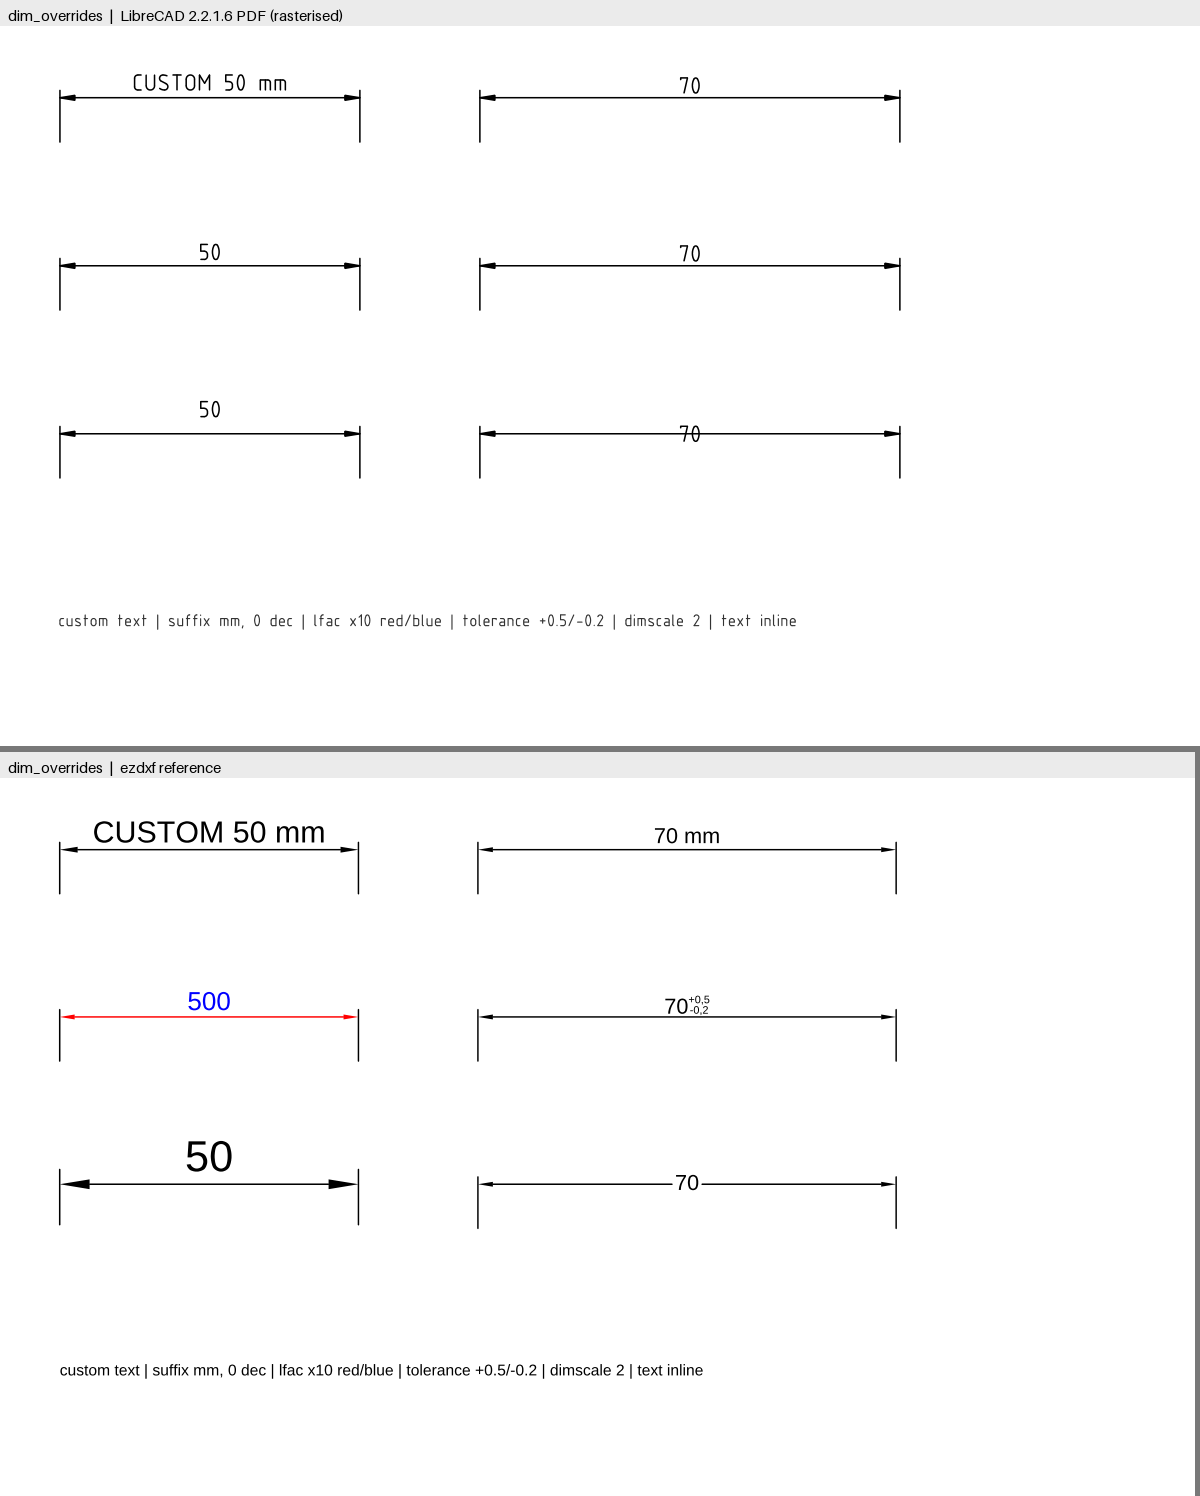 dim_overrides | LibreCAD 2.2.1.6 PDF (rasterised)
CUSTOM 50 mm
70
50
70
50
70
custom text | suffix mm, 0 dec | lfac x10 red/blue | tolerance +0.5/-0.2 | dimscale 2 | text inline
dim_overrides | ezdxf reference
CUSTOM 50 mm
70 mm
500
70 +0,5
-0,2
50
70
custom text | suffix mm, 0 dec | lfac x10 red/blue | tolerance +0.5/-0.2 | dimscale 2 | text inline